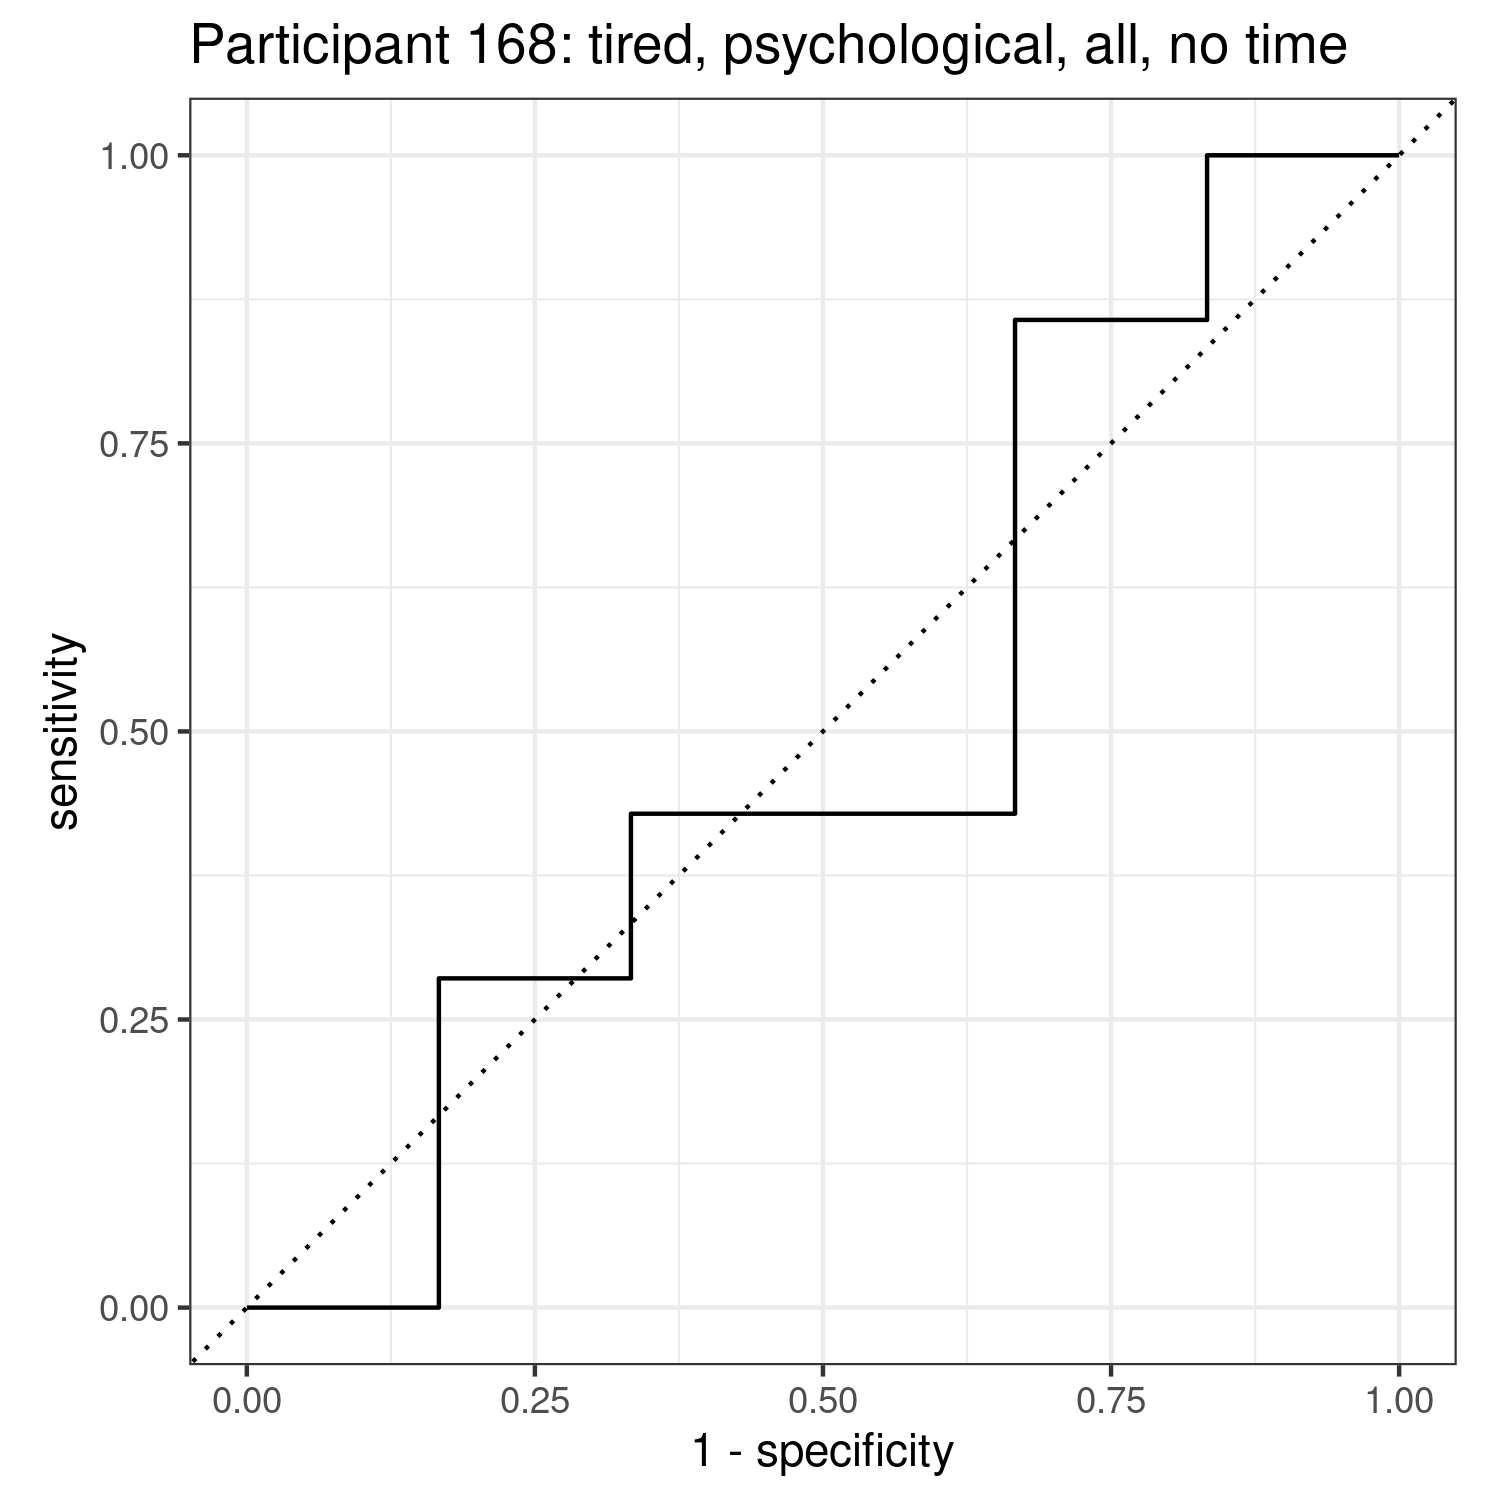 Participant 168: tired, psychological, all, no time
1.00
0.75
0.50
0.25
0.00
sensitivity
0.00 0.25 0.50 0.75 1.00
1 - specificity